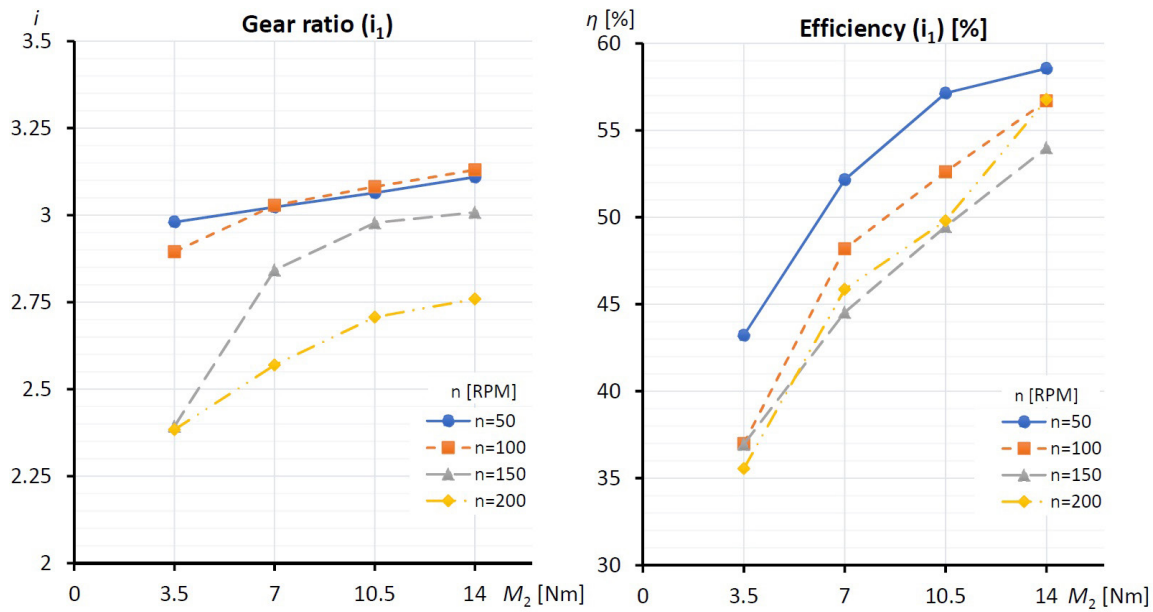 i
Gear ratio (i₁)
3.5
3.25
3
2.75
2.5
2.25
2
n [RPM]
n=50
n=100
n=150
n=200
0 3.5 7 10.5 14 M₂ [Nm]
η [%]
Efficiency (i₁) [%]
60
55
50
45
40
35
30
n [RPM]
n=50
n=100
n=150
n=200
0 3.5 7 10.5 14 M₂ [Nm]